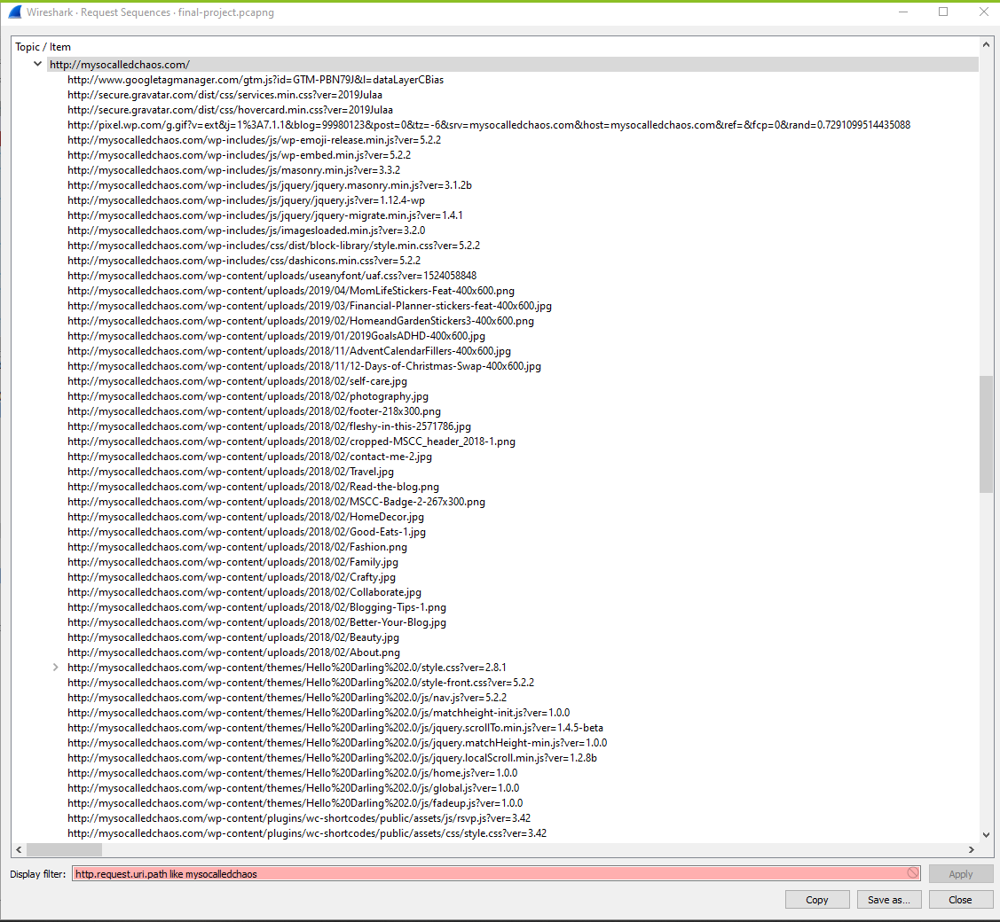 Wireshark · Request Sequences · final-project.pcapng
Topic / Item
http://mysocalledchaos.com/
http://www.googletagmanager.com/gtm.js?id=GTM-PBN79J&l=dataLayerCBias
http://secure.gravatar.com/dist/css/services.min.css?ver=2019Julaa
http://secure.gravatar.com/dist/css/hovercard.min.css?ver=2019Julaa
http://pixel.wp.com/g.gif?v=ext&j=1%3A7.1.1&blog=99980123&post=0&tz=-6&srv=mysocalledchaos.com&host=mysocalledchaos.com&ref=&fcp=0&rand=0.7291099514435088
http://mysocalledchaos.com/wp-includes/js/wp-emoji-release.min.js?ver=5.2.2
http://mysocalledchaos.com/wp-includes/js/wp-embed.min.js?ver=5.2.2
http://mysocalledchaos.com/wp-includes/js/masonry.min.js?ver=3.3.2
http://mysocalledchaos.com/wp-includes/js/jquery/jquery.masonry.min.js?ver=3.1.2b
http://mysocalledchaos.com/wp-includes/js/jquery/jquery.js?ver=1.12.4-wp
http://mysocalledchaos.com/wp-includes/js/jquery/jquery-migrate.min.js?ver=1.4.1
http://mysocalledchaos.com/wp-includes/js/imagesloaded.min.js?ver=3.2.0
http://mysocalledchaos.com/wp-includes/css/dist/block-library/style.min.css?ver=5.2.2
http://mysocalledchaos.com/wp-includes/css/dashicons.min.css?ver=5.2.2
http://mysocalledchaos.com/wp-content/uploads/useanyfont/uaf.css?ver=1524058848
http://mysocalledchaos.com/wp-content/uploads/2019/04/MomLifeStickers-Feat-400x600.png
http://mysocalledchaos.com/wp-content/uploads/2019/03/Financial-Planner-stickers-feat-400x600.jpg
http://mysocalledchaos.com/wp-content/uploads/2019/02/HomeandGardenStickers3-400x600.png
http://mysocalledchaos.com/wp-content/uploads/2019/01/2019GoalsADHD-400x600.jpg
http://mysocalledchaos.com/wp-content/uploads/2018/11/AdventCalendarFillers-400x600.jpg
http://mysocalledchaos.com/wp-content/uploads/2018/11/12-Days-of-Christmas-Swap-400x600.jpg
http://mysocalledchaos.com/wp-content/uploads/2018/02/self-care.jpg
http://mysocalledchaos.com/wp-content/uploads/2018/02/photography.jpg
http://mysocalledchaos.com/wp-content/uploads/2018/02/footer-218x300.png
http://mysocalledchaos.com/wp-content/uploads/2018/02/fleshy-in-this-2571786.jpg
http://mysocalledchaos.com/wp-content/uploads/2018/02/cropped-MSCC_header_2018-1.png
http://mysocalledchaos.com/wp-content/uploads/2018/02/contact-me-2.jpg
http://mysocalledchaos.com/wp-content/uploads/2018/02/Travel.jpg
http://mysocalledchaos.com/wp-content/uploads/2018/02/Read-the-blog.png
http://mysocalledchaos.com/wp-content/uploads/2018/02/MSCC-Badge-2-267x300.png
http://mysocalledchaos.com/wp-content/uploads/2018/02/HomeDecor.jpg
http://mysocalledchaos.com/wp-content/uploads/2018/02/Good-Eats-1.jpg
http://mysocalledchaos.com/wp-content/uploads/2018/02/Fashion.png
http://mysocalledchaos.com/wp-content/uploads/2018/02/Family.jpg
http://mysocalledchaos.com/wp-content/uploads/2018/02/Crafty.jpg
http://mysocalledchaos.com/wp-content/uploads/2018/02/Collaborate.jpg
http://mysocalledchaos.com/wp-content/uploads/2018/02/Blogging-Tips-1.png
http://mysocalledchaos.com/wp-content/uploads/2018/02/Better-Your-Blog.jpg
http://mysocalledchaos.com/wp-content/uploads/2018/02/Beauty.jpg
http://mysocalledchaos.com/wp-content/uploads/2018/02/About.png
http://mysocalledchaos.com/wp-content/themes/Hello%20Darling%202.0/style.css?ver=2.8.1
http://mysocalledchaos.com/wp-content/themes/Hello%20Darling%202.0/style-front.css?ver=5.2.2
http://mysocalledchaos.com/wp-content/themes/Hello%20Darling%202.0/js/nav.js?ver=5.2.2
http://mysocalledchaos.com/wp-content/themes/Hello%20Darling%202.0/js/matchheight-init.js?ver=1.0.0
http://mysocalledchaos.com/wp-content/themes/Hello%20Darling%202.0/js/jquery.scrollTo.min.js?ver=1.4.5-beta
http://mysocalledchaos.com/wp-content/themes/Hello%20Darling%202.0/js/jquery.matchHeight-min.js?ver=1.0.0
http://mysocalledchaos.com/wp-content/themes/Hello%20Darling%202.0/js/jquery.localScroll.min.js?ver=1.2.8b
http://mysocalledchaos.com/wp-content/themes/Hello%20Darling%202.0/js/home.js?ver=1.0.0
http://mysocalledchaos.com/wp-content/themes/Hello%20Darling%202.0/js/global.js?ver=1.0.0
http://mysocalledchaos.com/wp-content/themes/Hello%20Darling%202.0/js/fadeup.js?ver=1.0.0
http://mysocalledchaos.com/wp-content/plugins/wc-shortcodes/public/assets/js/rsvp.js?ver=3.42
http://mysocalledchaos.com/wp-content/plugins/wc-shortcodes/public/assets/css/style.css?ver=3.42
Display filter: http.request.uri.path like mysocalledchaos Apply
Copy Save as... Close